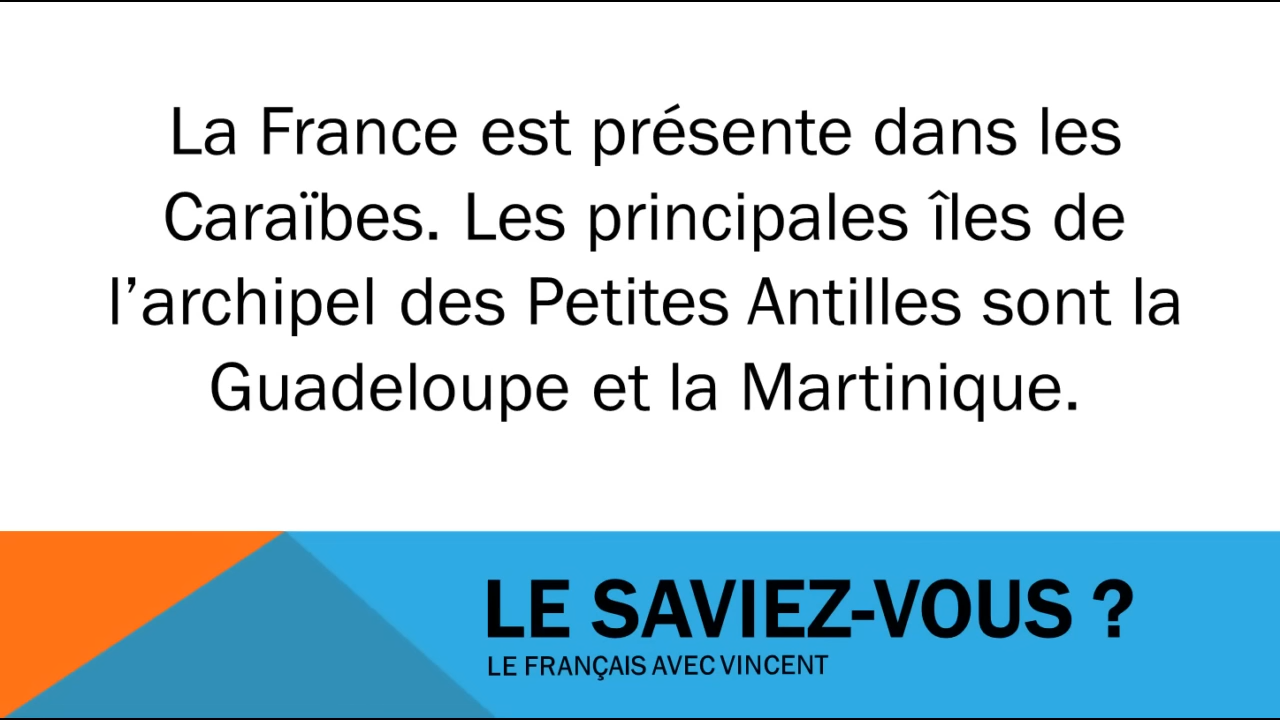 La France est présente dans les
Caraïbes. Les principales îles de
l’archipel des Petites Antilles sont la
Guadeloupe et la Martinique.
LE SAVIEZ-VOUS ?
LE FRANÇAIS AVEC VINCENT